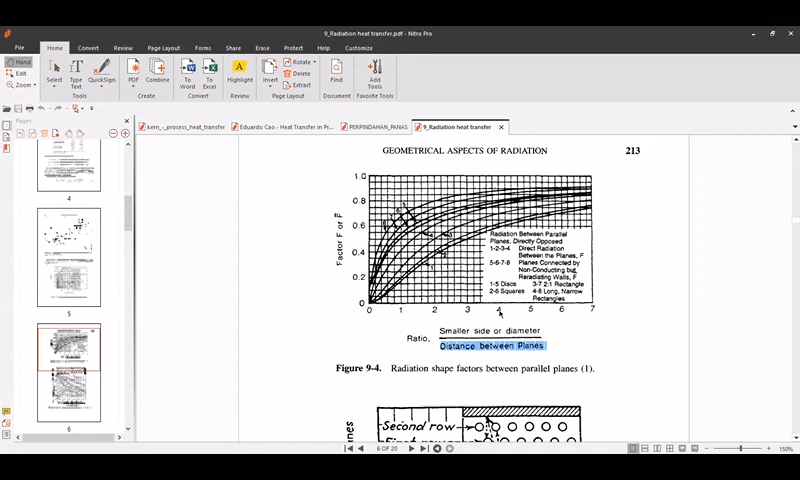 9_Radiation heat transfer.pdf - Nitro Pro
File Home Convert Review Page Layout Forms Share Erase Protect Help Customize
Hand
Edit
Zoom
Select
Type Text
QuickSign
PDF
Combine
Create
To Word
To Excel
Convert
Highlight
Review
Insert
Rotate
Delete
Extract
Page Layout
Find
Document
Add Tools
Favorite Tools
Pages
kern_-_process_heat_transfer
Eduardo Cao - Heat Transfer in Pr...
PERPINDAHAN_PANAS
9_Radiation heat transfer
4
5
6
GEOMETRICAL ASPECTS OF RADIATION 213
Factor F or F̅
1.0
0.8
0.6
0.4
0.2
0
0 1 2 3 4 5 6 7
Radiation Between Parallel
Planes, Directly Opposed
1-2-3-4 Direct Radiation
Between the Planes, F
5-6-7-8 Planes Connected by
Non-Conducting but
Reradiating Walls, F̅
1-5 Discs 3-7 2:1 Rectangle
2-6 Squares 4-8 Long, Narrow
Rectangles
Ratio, Smaller side or diameter
Distance between Planes
Figure 9-4. Radiation shape factors between parallel planes (1).
Second row
First row
anes
6 OF 20
150%